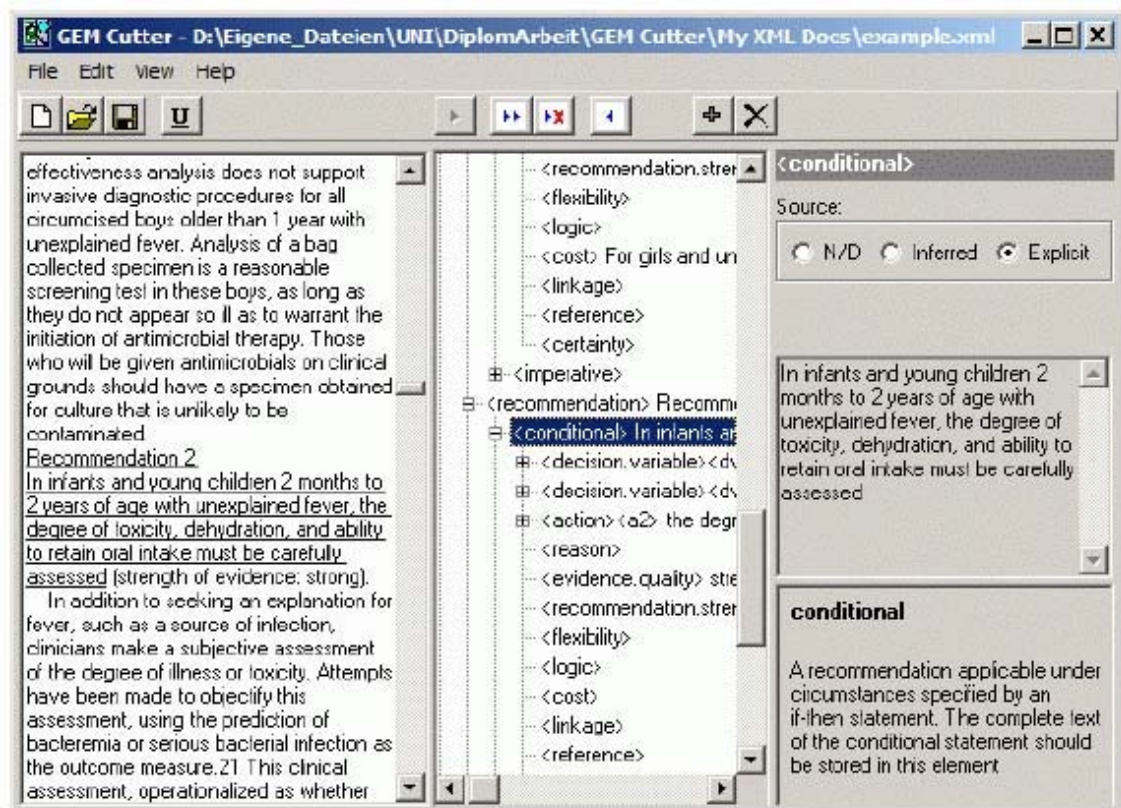 GEM Cutter - D:\Eigene_Dateien\UNI\DiplomArbeit\GEM Cutter\My XML Docs\example.xml
File Edit View Help
U
effectiveness analysis does not support
invasive diagnostic procedures for all
circumcised boys older than 1 year with
unexplained fever. Analysis of a bag
collected specimen is a reasonable
screening test in these boys, as long as
they do not appear so ill as to warrant the
initiation of antimicrobial therapy. Those
who will be given antimicrobials on clinical
grounds should have a specimen obtained
for culture that is unlikely to be
contaminated.
Recommendation 2
In infants and young children 2 months to
2 years of age with unexplained fever, the
degree of toxicity, dehydration, and ability
to retain oral intake must be carefully
assessed (strength of evidence: strong).
In addition to seeking an explanation for
fever, such as a source of infection,
clinicians make a subjective assessment
of the degree of illness or toxicity. Attempts
have been made to objectify this
assessment, using the prediction of
bacteremia or serious bacterial infection as
the outcome measure.21 This clinical
assessment, operationalized as whether
<recommendation.stren
<flexibility>
<logic>
<cost> For girls and un
<linkage>
<reference>
<certainty>
<imperative>
<recommendation> Recomm
<conditional> In infants ar
<decision.variable><dv
<decision.variable><dv
<action><a2> the degr
<reason>
<evidence.quality> stre
<recommendation.stren
<flexibility>
<logic>
<cost>
<linkage>
<reference>
<conditional>
Source:
N/D Inferred Explicit
In infants and young children 2
months to 2 years of age with
unexplained fever, the degree of
toxicity, dehydration, and ability to
retain oral intake must be carefully
assessed
conditional
A recommendation applicable under
circumstances specified by an
if-then statement. The complete text
of the conditional statement should
be stored in this element